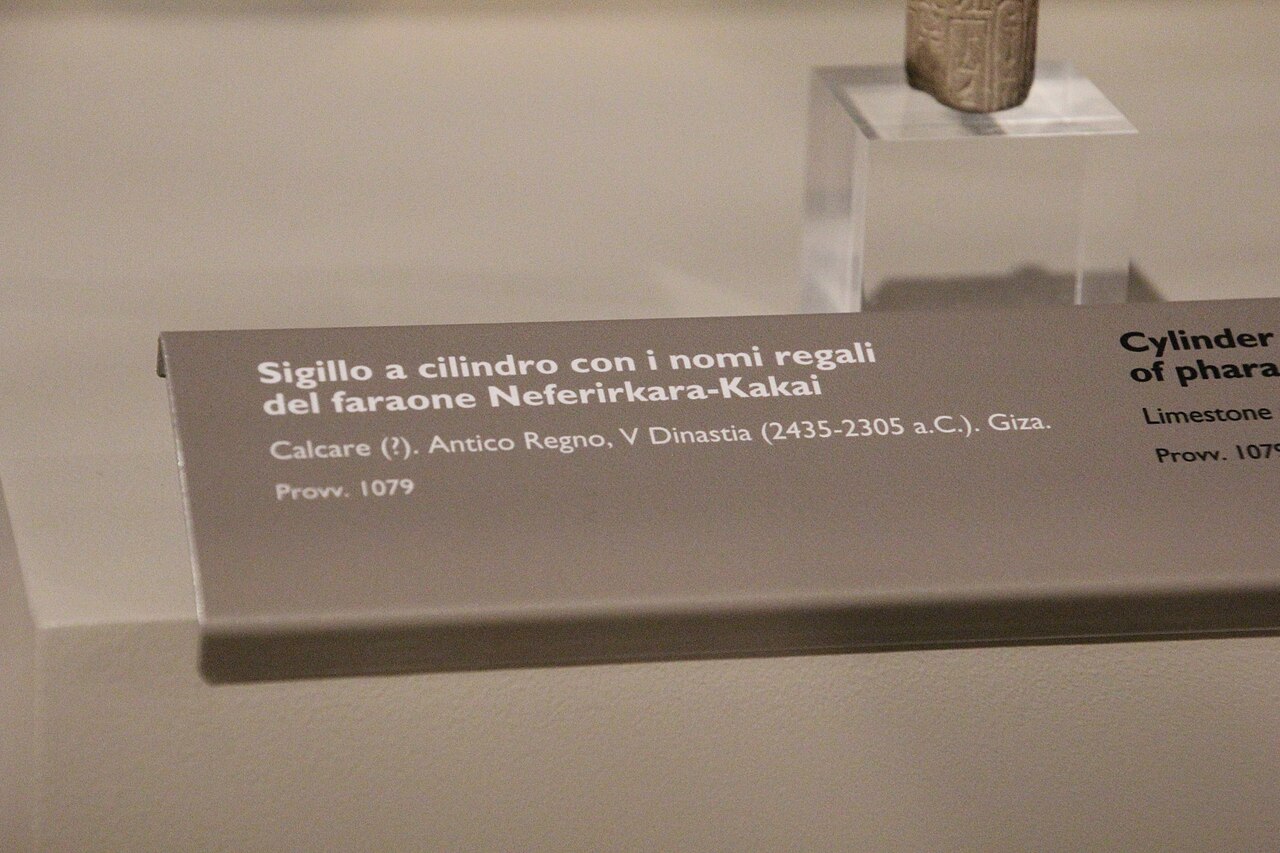 Sigillo a cilindro con i nomi regali
del faraone Neferirkara-Kakai
Calcare (?). Antico Regno, V Dinastia (2435-2305 a.C.). Giza.
Provv. 1079
Cylinder
of phara
Limestone
Provv. 1079